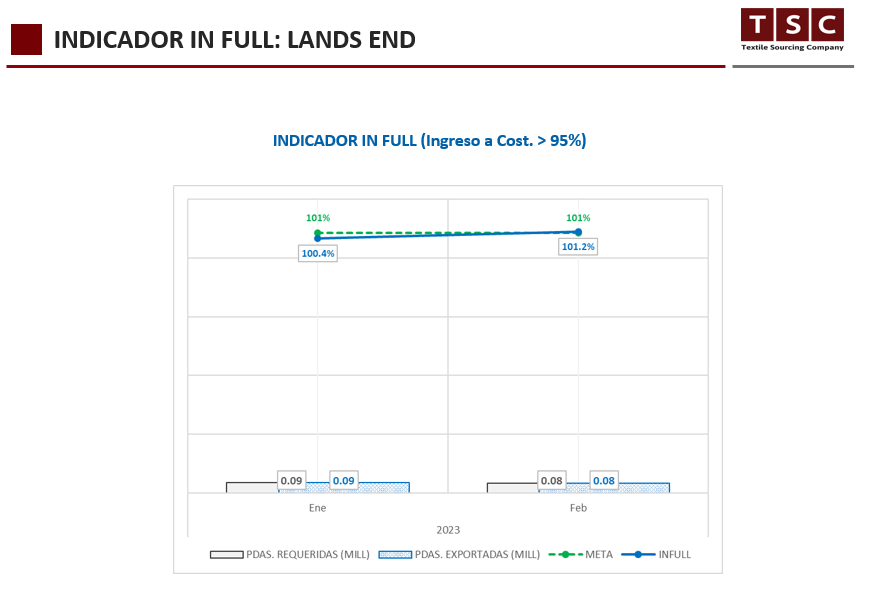 INDICADOR IN FULL: LANDS END
T S C
Textile Sourcing Company
INDICADOR IN FULL (Ingreso a Cost. > 95%)
101%
101%
100.4%
101.2%
0.09
0.09
0.08
0.08
Ene
Feb
2023
PDAS. REQUERIDAS (MILL)
PDAS. EXPORTADAS (MILL)
META
INFULL